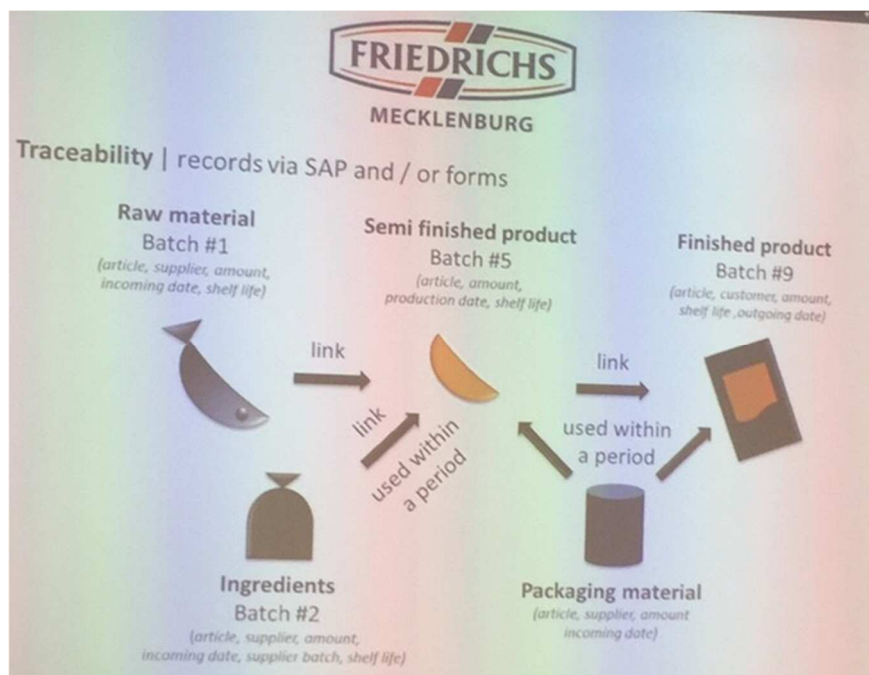 FRIEDRICHS
MECKLENBURG
Traceability | records via SAP and / or forms
Raw material
Batch #1
(article, supplier, amount,
incoming date, shelf life)
Semi finished product
Batch #5
(article, amount,
production date, shelf life)
Finished product
Batch #9
(article, customer, amount,
shelf life ,outgoing date)
link
link
used within
a period
link
used within
a period
Ingredients
Batch #2
(article, supplier, amount,
incoming date, supplier batch, shelf life)
Packaging material
(article, supplier, amount
incoming date)